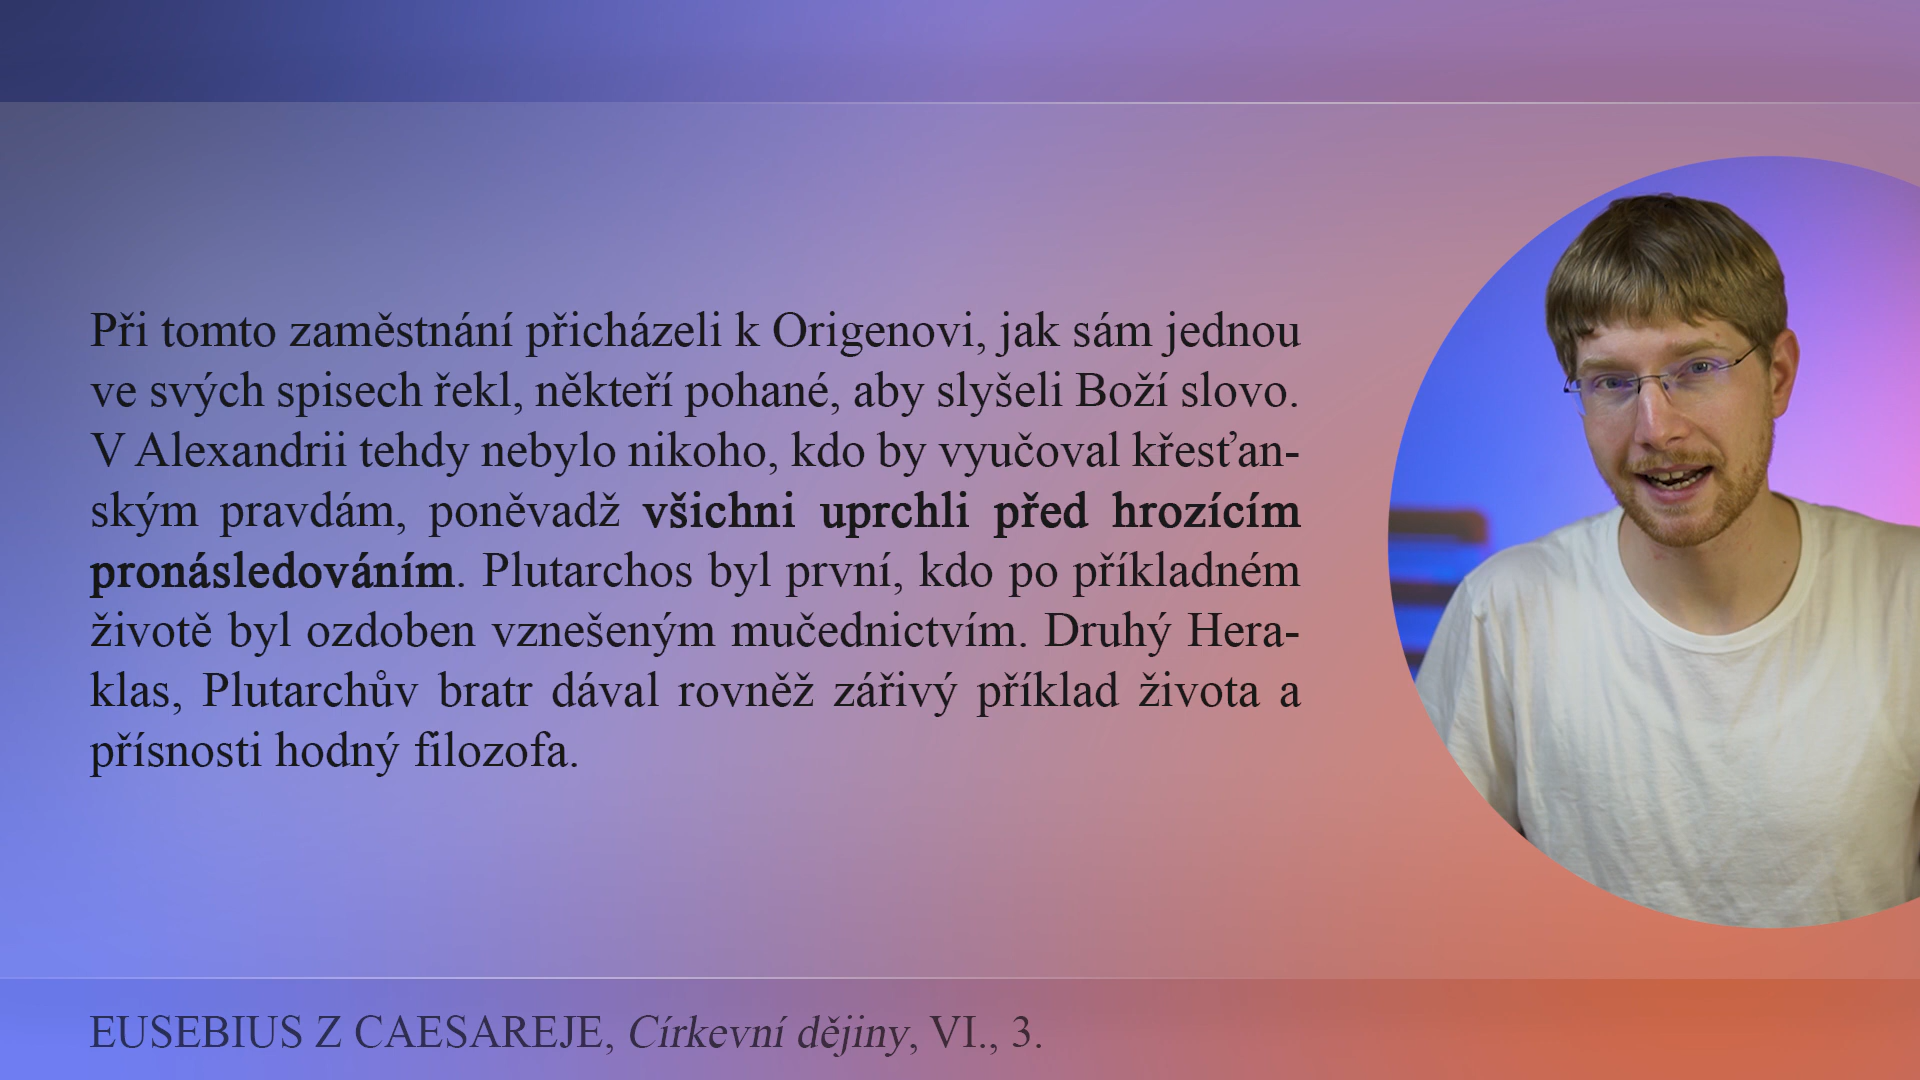 Při tomto zaměstnání přicházeli k Origenovi, jak sám jednou
ve svých spisech řekl, někteří pohané, aby slyšeli Boží slovo.
V Alexandrii tehdy nebylo nikoho, kdo by vyučoval křesťan-
ským pravdám, poněvadž všichni uprchli před hrozícím
pronásledováním. Plutarchos byl první, kdo po příkladném
životě byl ozdoben vznešeným mučednictvím. Druhý Hera-
klas, Plutarchův bratr dával rovněž zářivý příklad života a
přísnosti hodný filozofa.
EUSEBIUS Z CAESAREJE, Církevní dějiny, VI., 3.